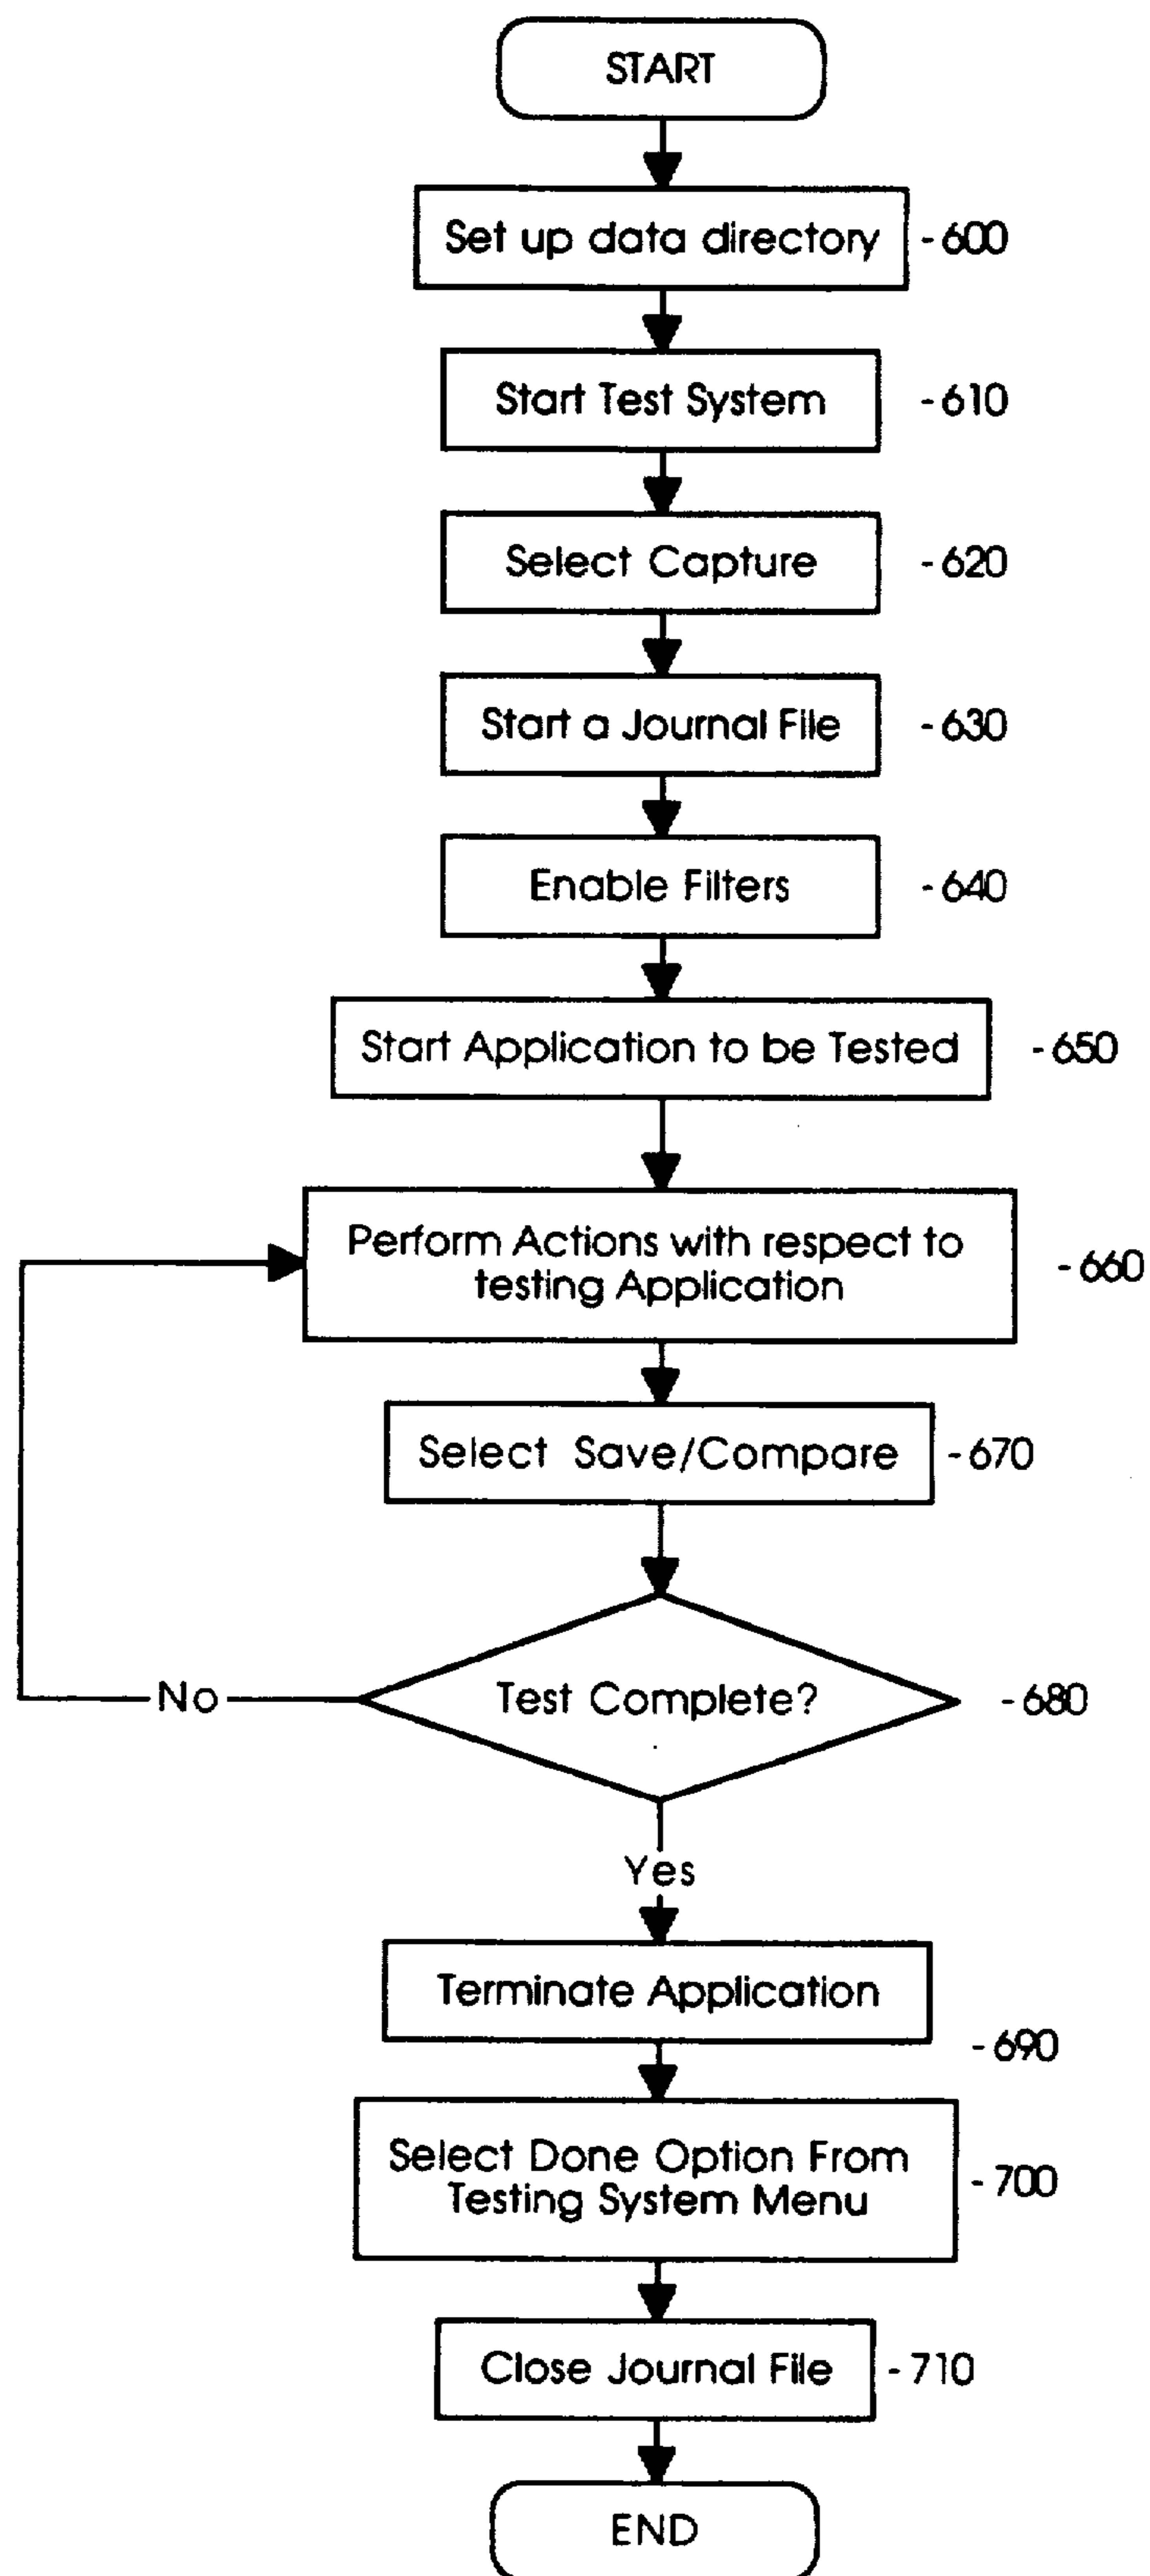 START
Set up data directory -600
Start Test System -610
Select Capture -620
Start a Journal File -630
Enable Filters -640
Start Application to be Tested -650
Perform Actions with respect to
testing Application
-660
Select Save/Compare -670
No
Test Complete? -680
Yes
Terminate Application
-690
Select Done Option From
Testing System Menu
-700
Close Journal File -710
END